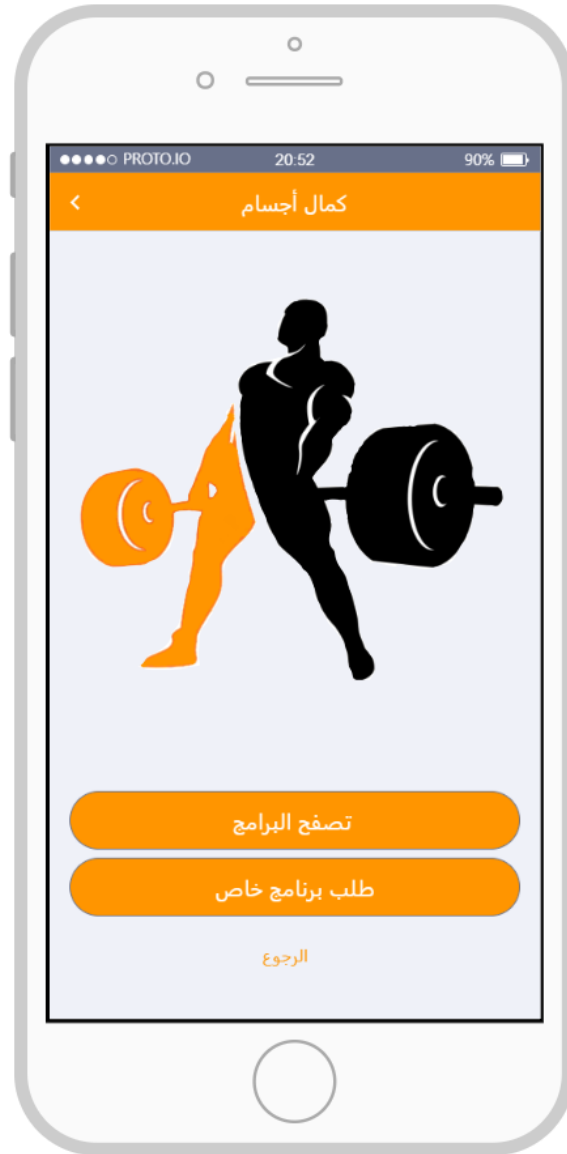 PROTO.IO 20:52 90%
كمال أجسام
تصفح البرامج
طلب برنامج خاص
الرجوع